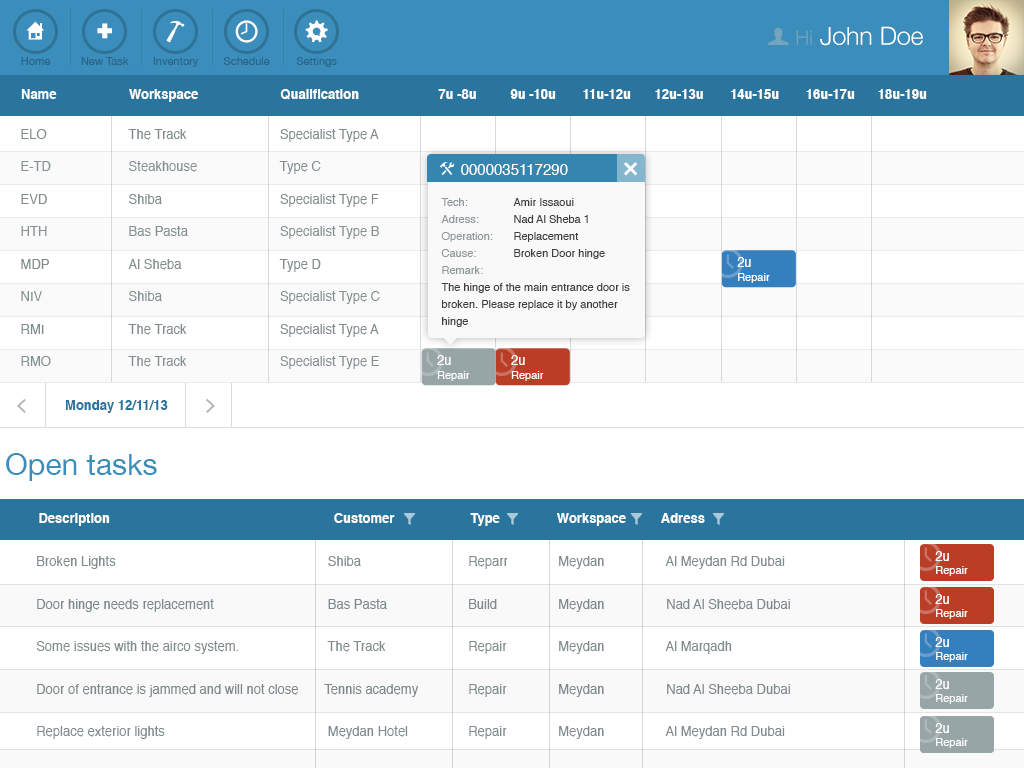 Home
New Task
Inventory
Schedule
Settings
Hi John Doe
Name Workspace Qualification 7u -8u 9u -10u 11u-12u 12u-13u 14u-15u 16u-17u 18u-19u
ELO The Track Specialist Type A
E-TD Steakhouse Type C
EVD Shiba Specialist Type F
HTH Bas Pasta Specialist Type B
MDP Al Sheba Type D
NIV Shiba Specialist Type C
RMI The Track Specialist Type A
RMO The Track Specialist Type E
0000035117290
Tech: Amir Issaoui
Adress: Nad Al Sheba 1
Operation: Replacement
Cause: Broken Door hinge
Remark:
The hinge of the main entrance door is
broken. Please replace it by another
hinge
2u
Repair
2u
Repair
2u
Repair
Monday 12/11/13
Open tasks
Description Customer Type Workspace Adress
Broken Lights Shiba Reparr Meydan Al Meydan Rd Dubai
2u
Repair
Door hinge needs replacement Bas Pasta Build Meydan Nad Al Sheeba Dubai
2u
Repair
Some issues with the airco system. The Track Repair Meydan Al Marqadh
2u
Repair
Door of entrance is jammed and will not close Tennis academy Repair Meydan Nad Al Sheeba Dubai
2u
Repair
Replace exterior lights Meydan Hotel Repair Meydan Al Meydan Rd Dubai
2u
Repair